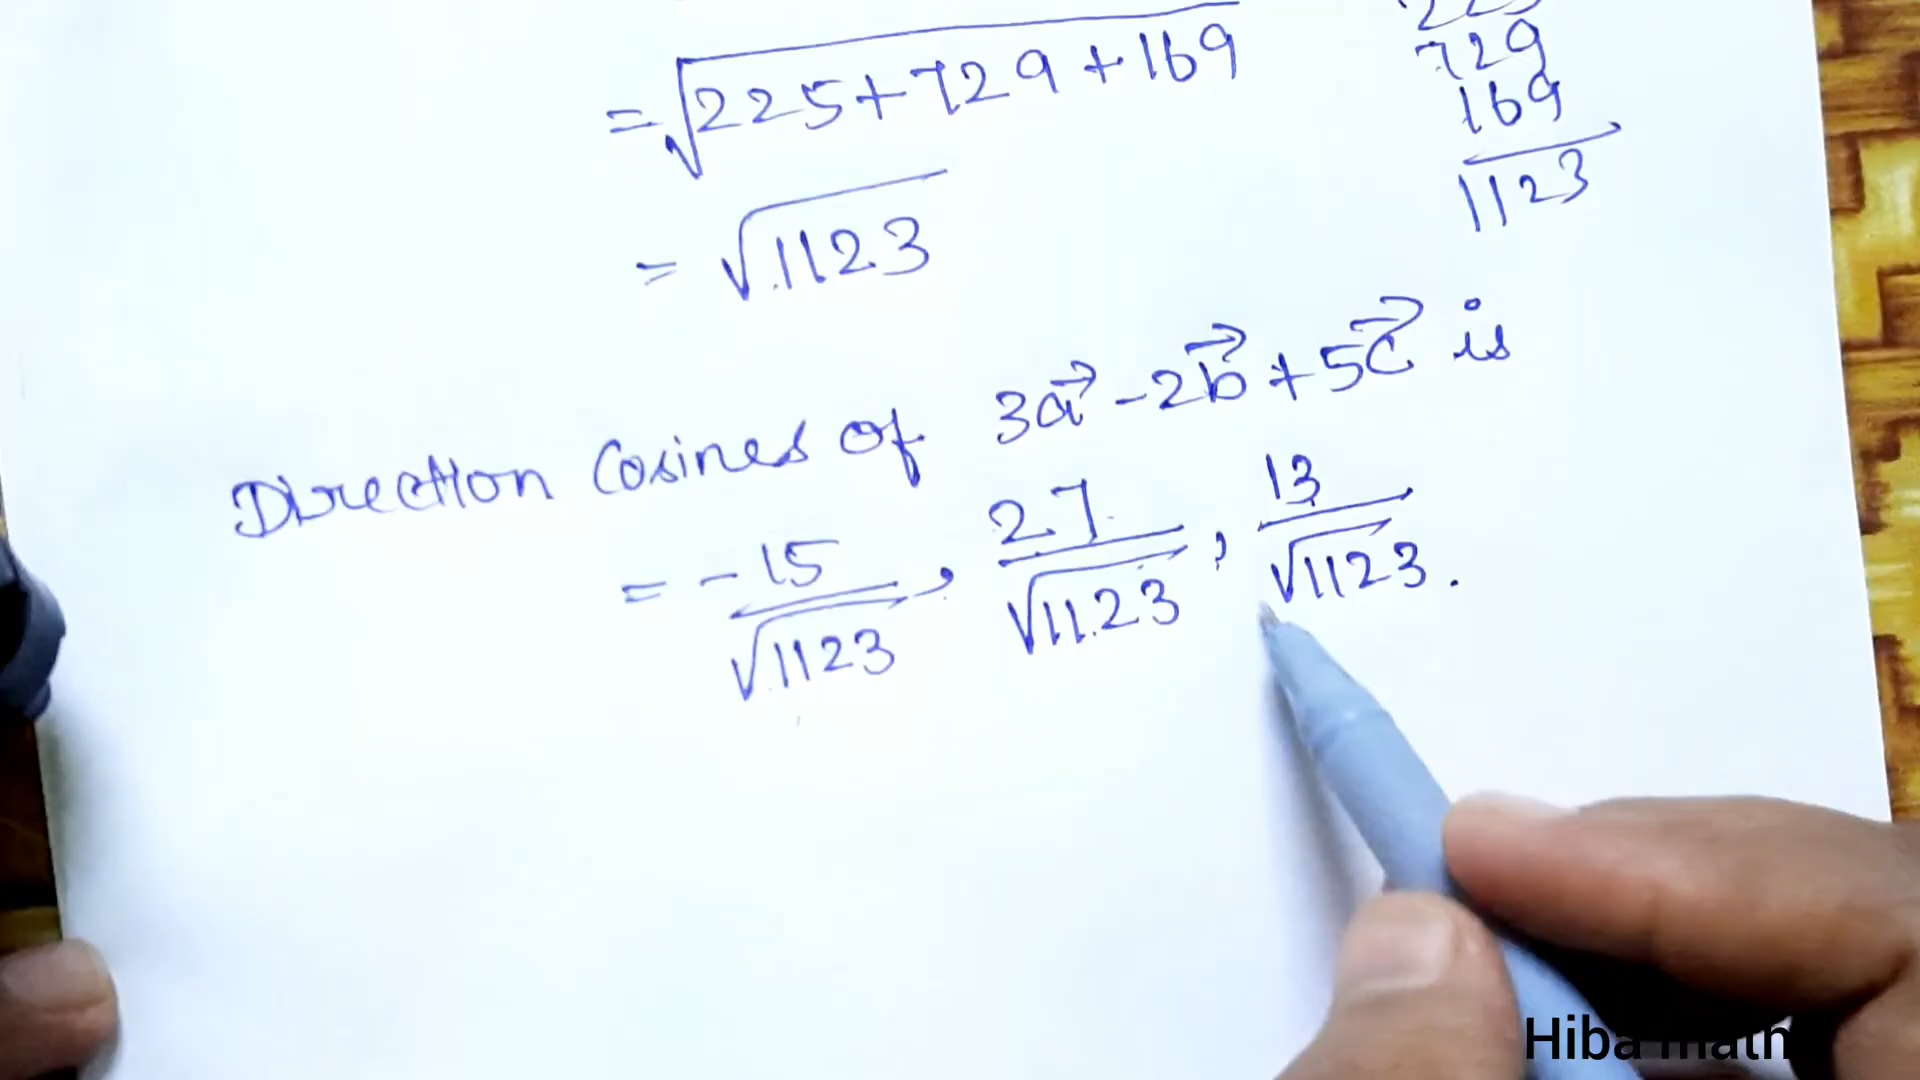 = √225+729+169
= √1123
729
169
1123
Direction Cosines of 3a⃗ - 2b⃗ + 5c⃗ is
= -15/√1123, 27/√1123, 13/√1123.
Hiba math